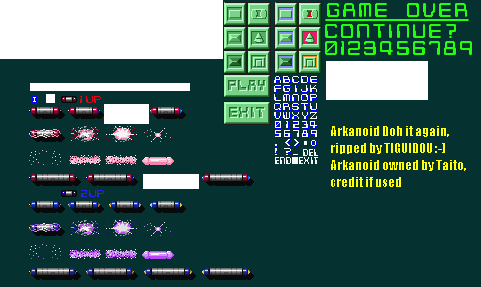 GAME OVER
CONTINUE?
0123456789
PLAY
EXIT
ABCDE
FGIJK
LMNOP
QRSTU
VWXYZ
01234
56789
! <> ■ o
; ? _ DEL
END■EXIT
I
1UP
2UP
Arkanoid Doh it again,
ripped by TIGUIDOU :-]
Arkanoid owned by Taito,
credit if used